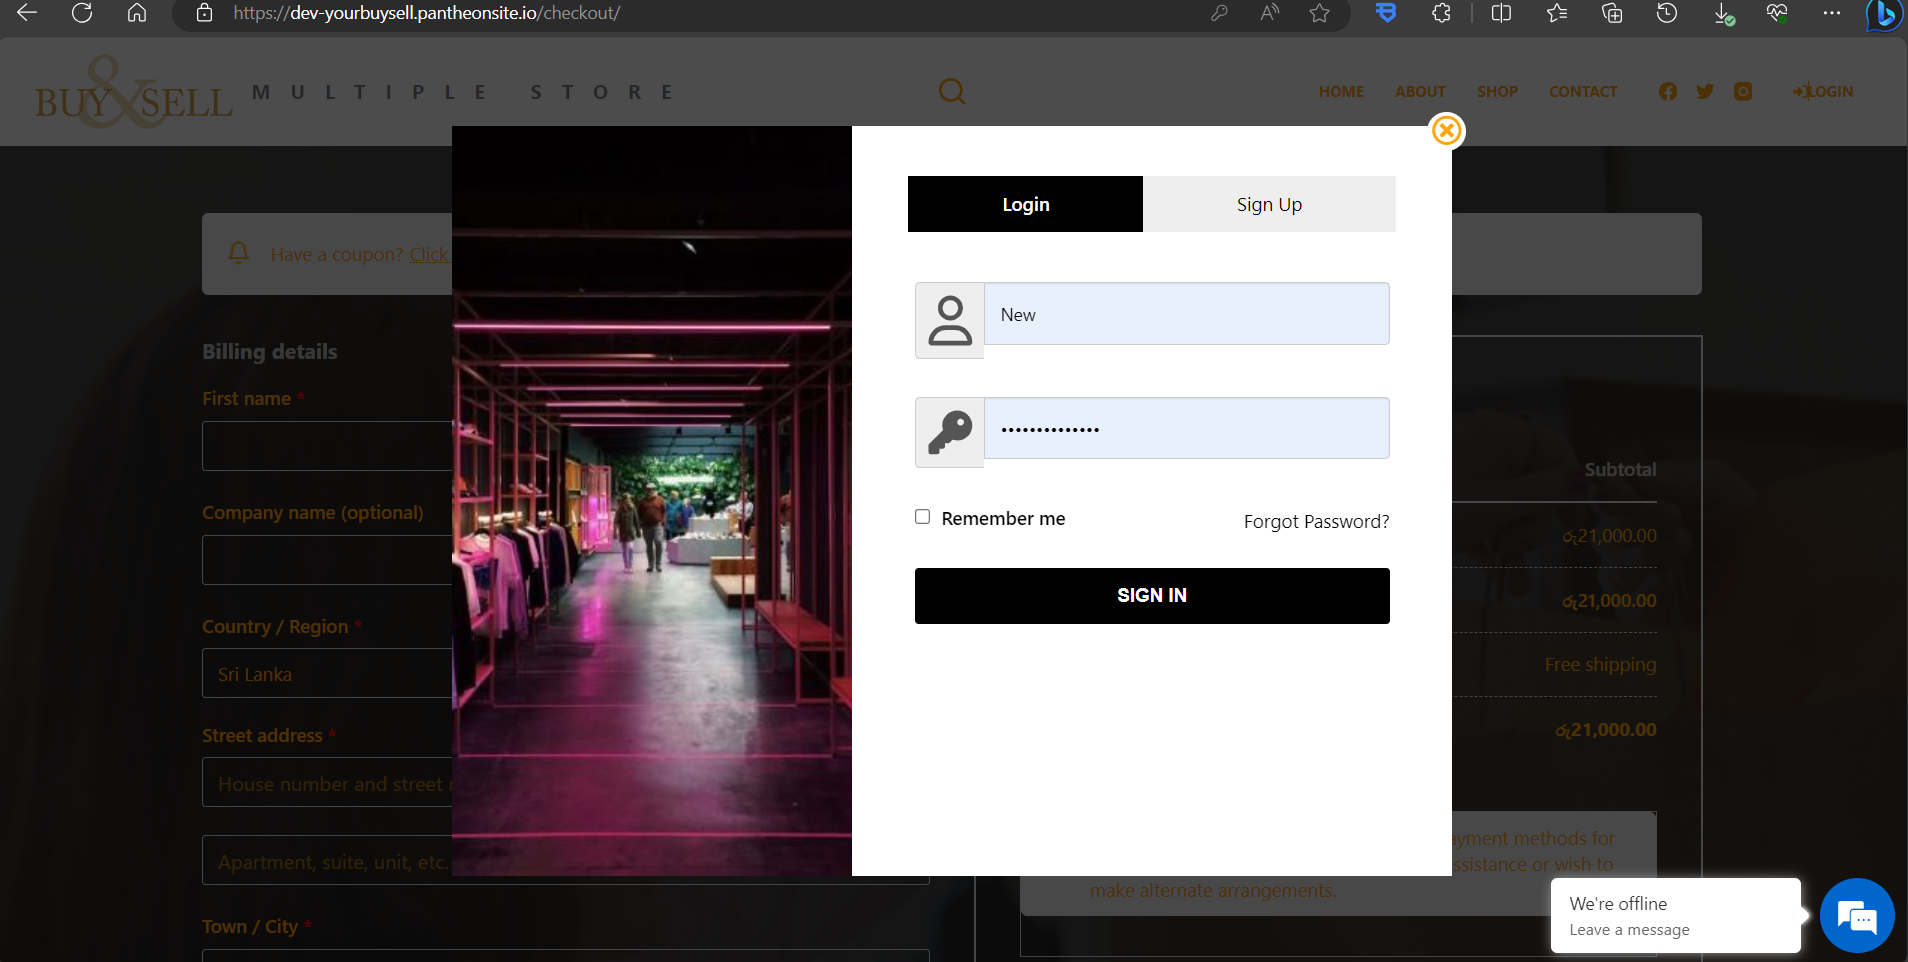 https://dev-yourbuysell.pantheonsite.io/checkout/
BUY & SELL MULTIPLE STORE
HOME ABOUT SHOP CONTACT LOGIN
Login Sign Up
Have a coupon? Click
New
••••••••••••••
Remember me Forgot Password?
SIGN IN
Billing details
First name *
Company name (optional)
Country / Region *
Sri Lanka
Street address *
House number and street
Apartment, suite, unit, etc.
Town / City *
Subtotal
රු21,000.00
රු21,000.00
Free shipping
රු21,000.00
ayment methods for
ssistance or wish to
make alternate arrangements.
We're offline
Leave a message